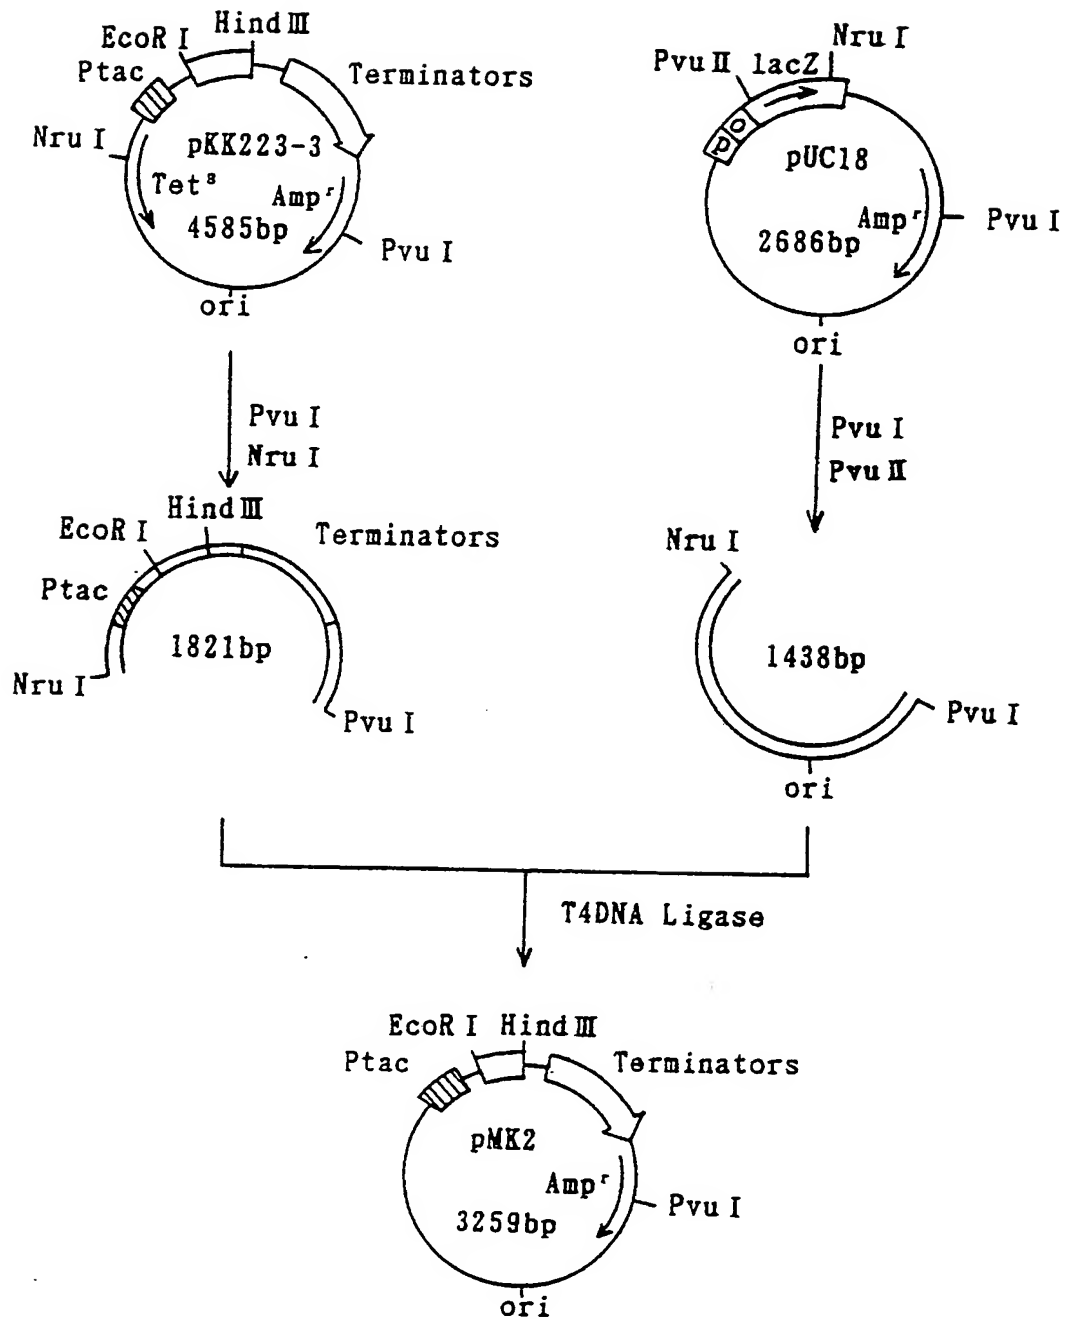 EcoR I
Hind III
Ptac
Terminators
Nru I
pKK223-3
Tet^s
Amp^r
4585bp
Pvu I
ori
Nru I
Pvu II
lacZ
O
P
pUC18
Amp^r
2686bp
Pvu I
ori
Pvu I
Nru I
Pvu I
Pvu II
Hind III
EcoR I
Terminators
Ptac
1821bp
Nru I
Pvu I
Nru I
1438bp
Pvu I
ori
T4DNA Ligase
EcoR I Hind III
Ptac
Terminators
pMK2
Amp^r
3259bp
Pvu I
ori